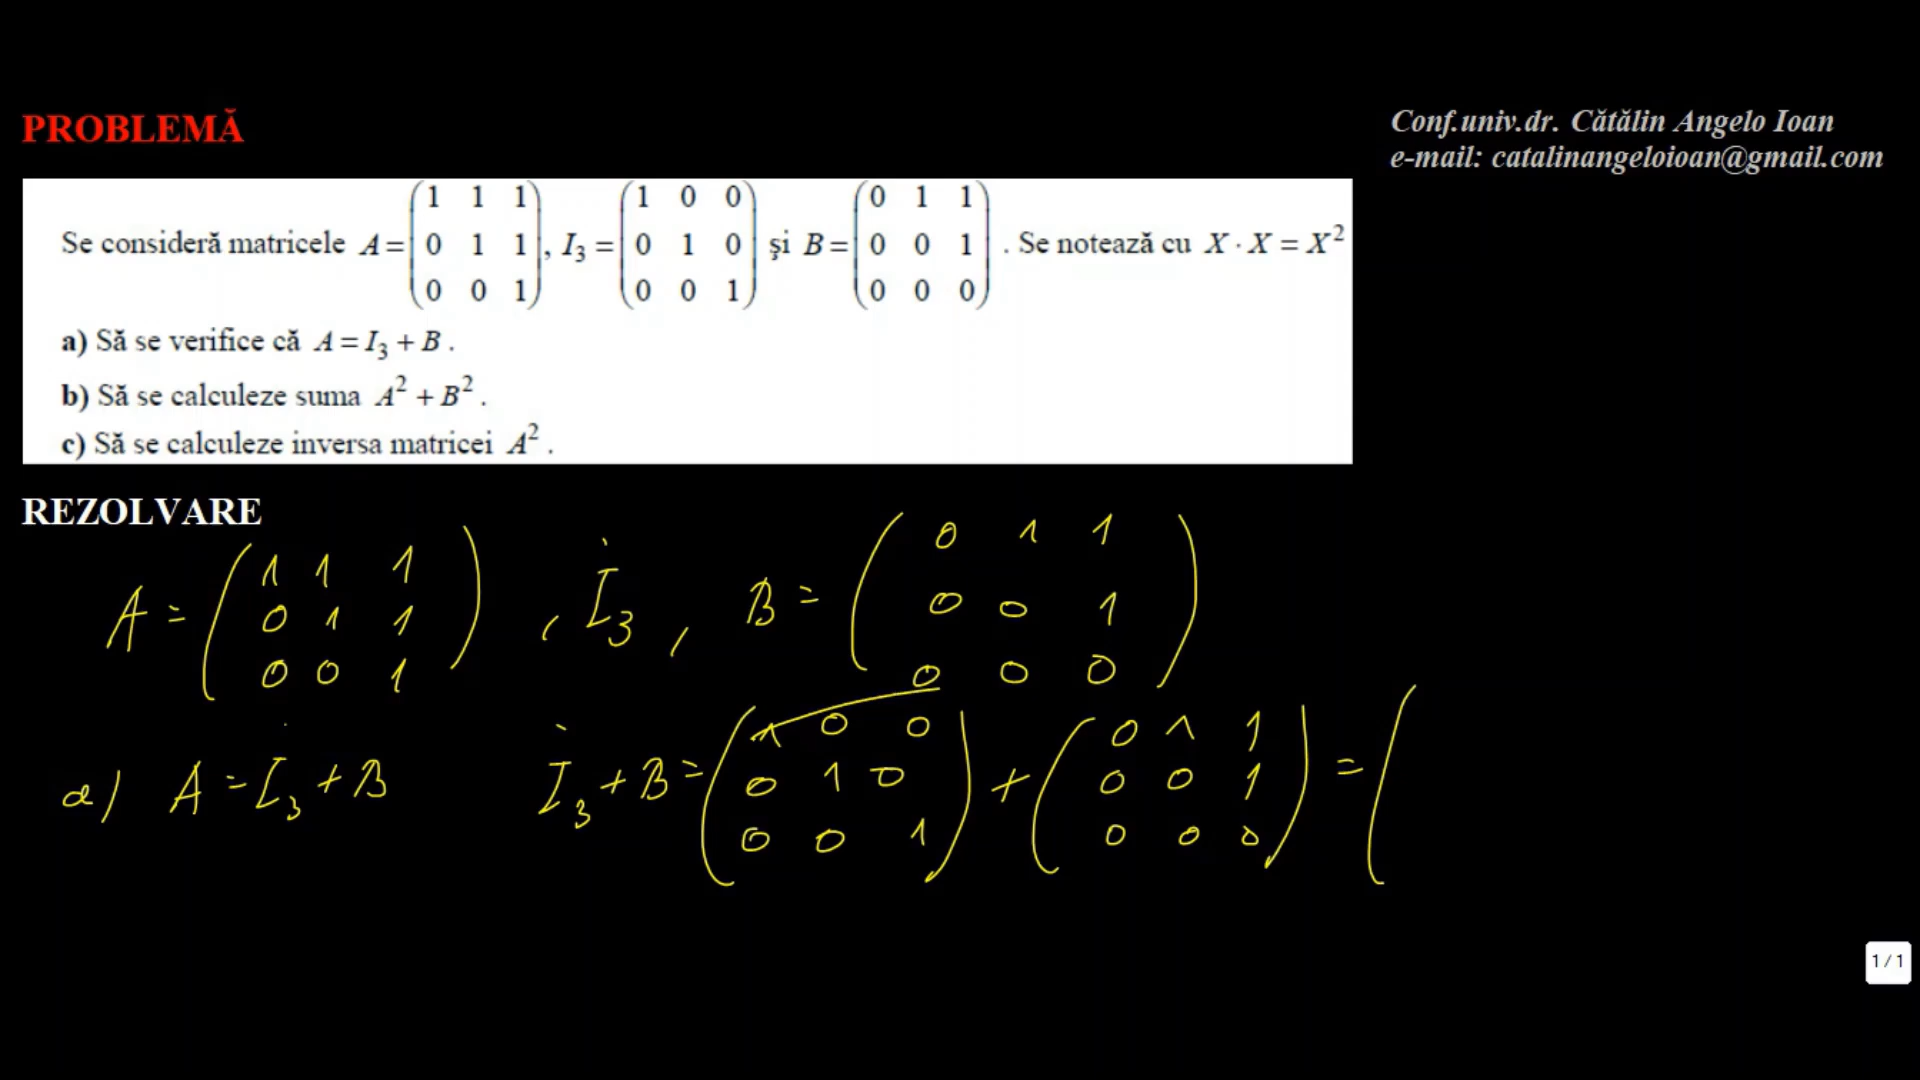 PROBLEMĂ
Conf.univ.dr. Cătălin Angelo Ioan
e-mail: catalinangeloioan@gmail.com
Se consideră matricele A = (1 1 1; 0 1 1; 0 0 1), I₃ = (1 0 0; 0 1 0; 0 0 1) şi B = (0 1 1; 0 0 1; 0 0 0) . Se notează cu X · X = X²
a) Să se verifice că A = I₃ + B .
b) Să se calculeze suma A² + B² .
c) Să se calculeze inversa matricei A² .
REZOLVARE
A = (1 1 1; 0 1 1; 0 0 1) , I₃ , B = (0 1 1; 0 0 1; 0 0 0)
a) A = I₃ + B I₃ + B = (1 0 0; 0 1 0; 0 0 1) + (0 1 1; 0 0 1; 0 0 0) = (
1 / 1